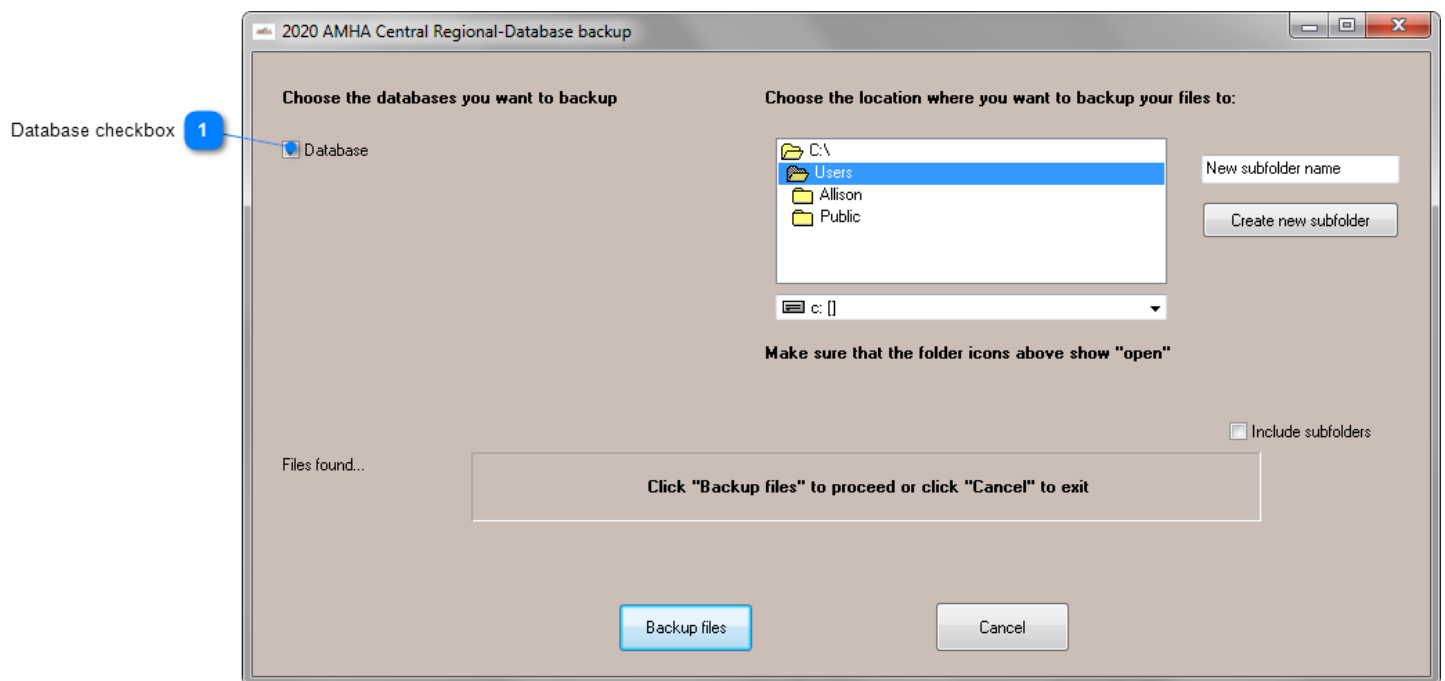 2020 AMHA Central Regional-Database backup
Choose the databases you want to backup
Choose the location where you want to backup your files to:
Database checkbox 1
Database
C:\
Users
Allison
Public
New subfolder name
Create new subfolder
c: []
Make sure that the folder icons above show "open"
Include subfolders
Files found...
Click "Backup files" to proceed or click "Cancel" to exit
Backup files
Cancel